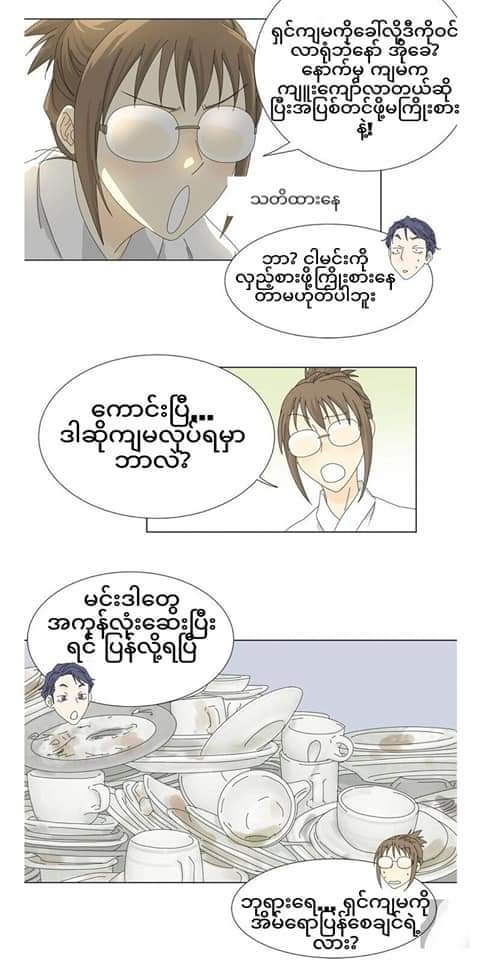 ရှင်ကျမကိုခေါ်လို့ဒီကိုဝင်
လာရုံဘဲနော် အိုခေ?
နောက်မှ ကျမက
ကျူးကျော်လာတယ်ဆို
ပြီးအပြစ်တင်ဖို့မကြိုးစား
နဲ့!
သတိထားနေ
ဘာ? ငါမင်းကို
လှည့်စားဖို့ကြိုးစားနေ
တာမဟုတ်ပါဘူး
ကောင်းပြီ...
ဒါဆိုကျမလုပ်ရမှာ
ဘာလဲ?
မင်းဒါတွေ
အကုန်လုံးဆေးပြီး
ရင် ပြန်လို့ရပြီ
ဘုရားရေ... ရှင်ကျမကို
အိမ်ရောပြန်စေချင်ရဲ့
လား?